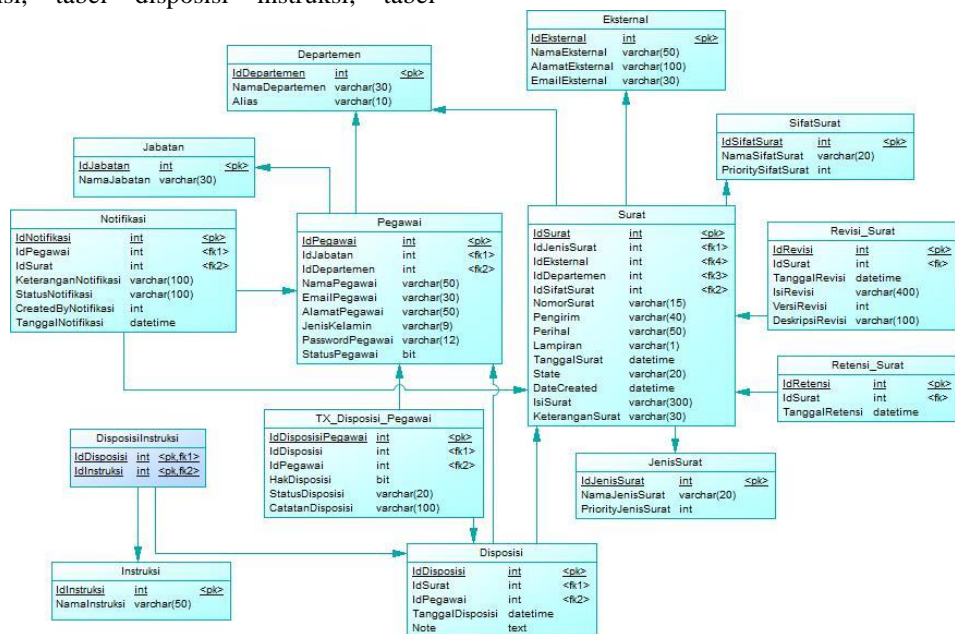 si, tabel disposisi instruksi, tabel
Eksternal
IdEksternal int <pk>
NamaEksternal varchar(50)
AlamatEksternal varchar(100)
EmailEksternal varchar(30)
Departemen
IdDepartemen int <pk>
NamaDepartemen varchar(30)
Alias varchar(10)
SifatSurat
IdSifatSurat int <pk>
NamaSifatSurat varchar(20)
PrioritySifatSurat int
Jabatan
IdJabatan int <pk>
NamaJabatan varchar(30)
Notifikasi
IdNotifikasi int <pk>
IdPegawai int <fk1>
IdSurat int <fk2>
KeteranganNotifikasi varchar(100)
StatusNotifikasi varchar(100)
CreatedByNotifikasi int
TanggalNotifikasi datetime
Pegawai
IdPegawai int <pk>
IdJabatan int <fk1>
IdDepartemen int <fk2>
NamaPegawai varchar(50)
EmailPegawai varchar(30)
AlamatPegawai varchar(50)
JenisKelamin varchar(9)
PasswordPegawai varchar(12)
StatusPegawai bit
Surat
IdSurat int <pk>
IdJenisSurat int <fk1>
IdEksternal int <fk4>
IdDepartemen int <fk3>
IdSifatSurat int <fk2>
NomorSurat varchar(15)
Pengirim varchar(40)
Perihal varchar(50)
Lampiran varchar(1)
TanggalSurat datetime
State varchar(20)
DateCreated datetime
IsiSurat varchar(300)
KeteranganSurat varchar(30)
Revisi_Surat
IdRevisi int <pk>
IdSurat int <fk>
TanggalRevisi datetime
IsiRevisi varchar(400)
VersiRevisi int
DeskripsiRevisi varchar(100)
Retensi_Surat
IdRetensi int <pk>
IdSurat int <fk>
TanggalRetensi datetime
TX_Disposisi_Pegawai
IdDisposisiPegawai int <pk>
IdDisposisi int <fk1>
IdPegawai int <fk2>
HakDisposisi bit
StatusDisposisi varchar(20)
CatatanDisposisi varchar(100)
DisposisiInstruksi
IdDisposisi int <pk,fk1>
IdInstruksi int <pk,fk2>
JenisSurat
IdJenisSurat int <pk>
NamaJenisSurat varchar(20)
PriorityJenisSurat int
Instruksi
IdInstruksi int <pk>
NamaInstruksi varchar(50)
Disposisi
IdDisposisi int <pk>
IdSurat int <fk1>
IdPegawai int <fk2>
TanggalDisposisi datetime
Note text